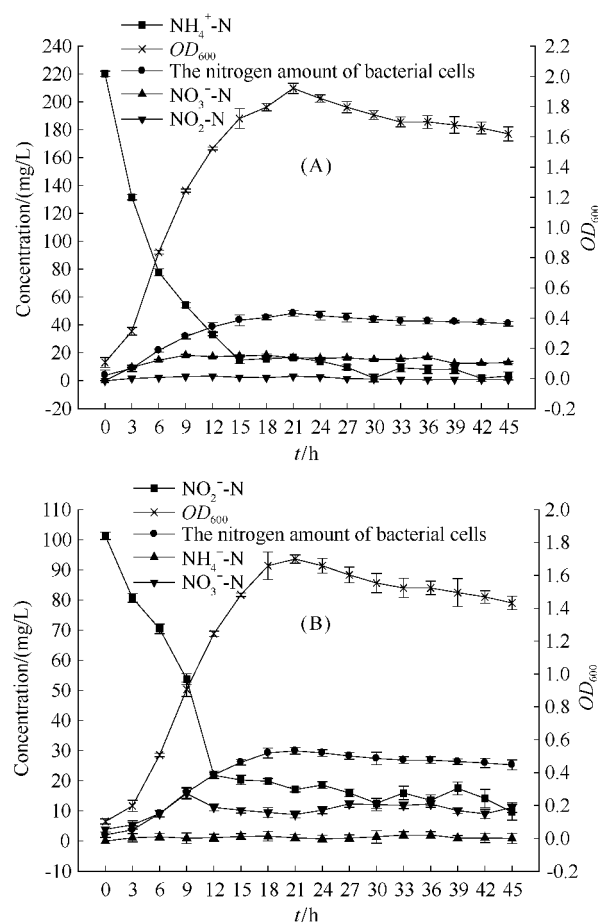 NH₄⁺-N
OD₆₀₀
The nitrogen amount of bacterial cells
NO₃⁻-N
NO₂-N
(A)
Concentration/(mg/L)
240
220
200
180
160
140
120
100
80
60
40
20
0
-20
2.2
2.0
1.8
1.6
1.4
1.2
1.0
0.8
0.6
0.4
0.2
0.0
-0.2
OD₆₀₀
0 3 6 9 12 15 18 21 24 27 30 33 36 39 42 45
t/h
NO₂⁻-N
OD₆₀₀
The nitrogen amount of bacterial cells
NH₄⁻-N
NO₃⁻-N
(B)
Concentration/(mg/L)
110
100
90
80
70
60
50
40
30
20
10
0
-10
2.0
1.8
1.6
1.4
1.2
1.0
0.8
0.6
0.4
0.2
0.0
-0.2
OD₆₀₀
0 3 6 9 12 15 18 21 24 27 30 33 36 39 42 45
t/h